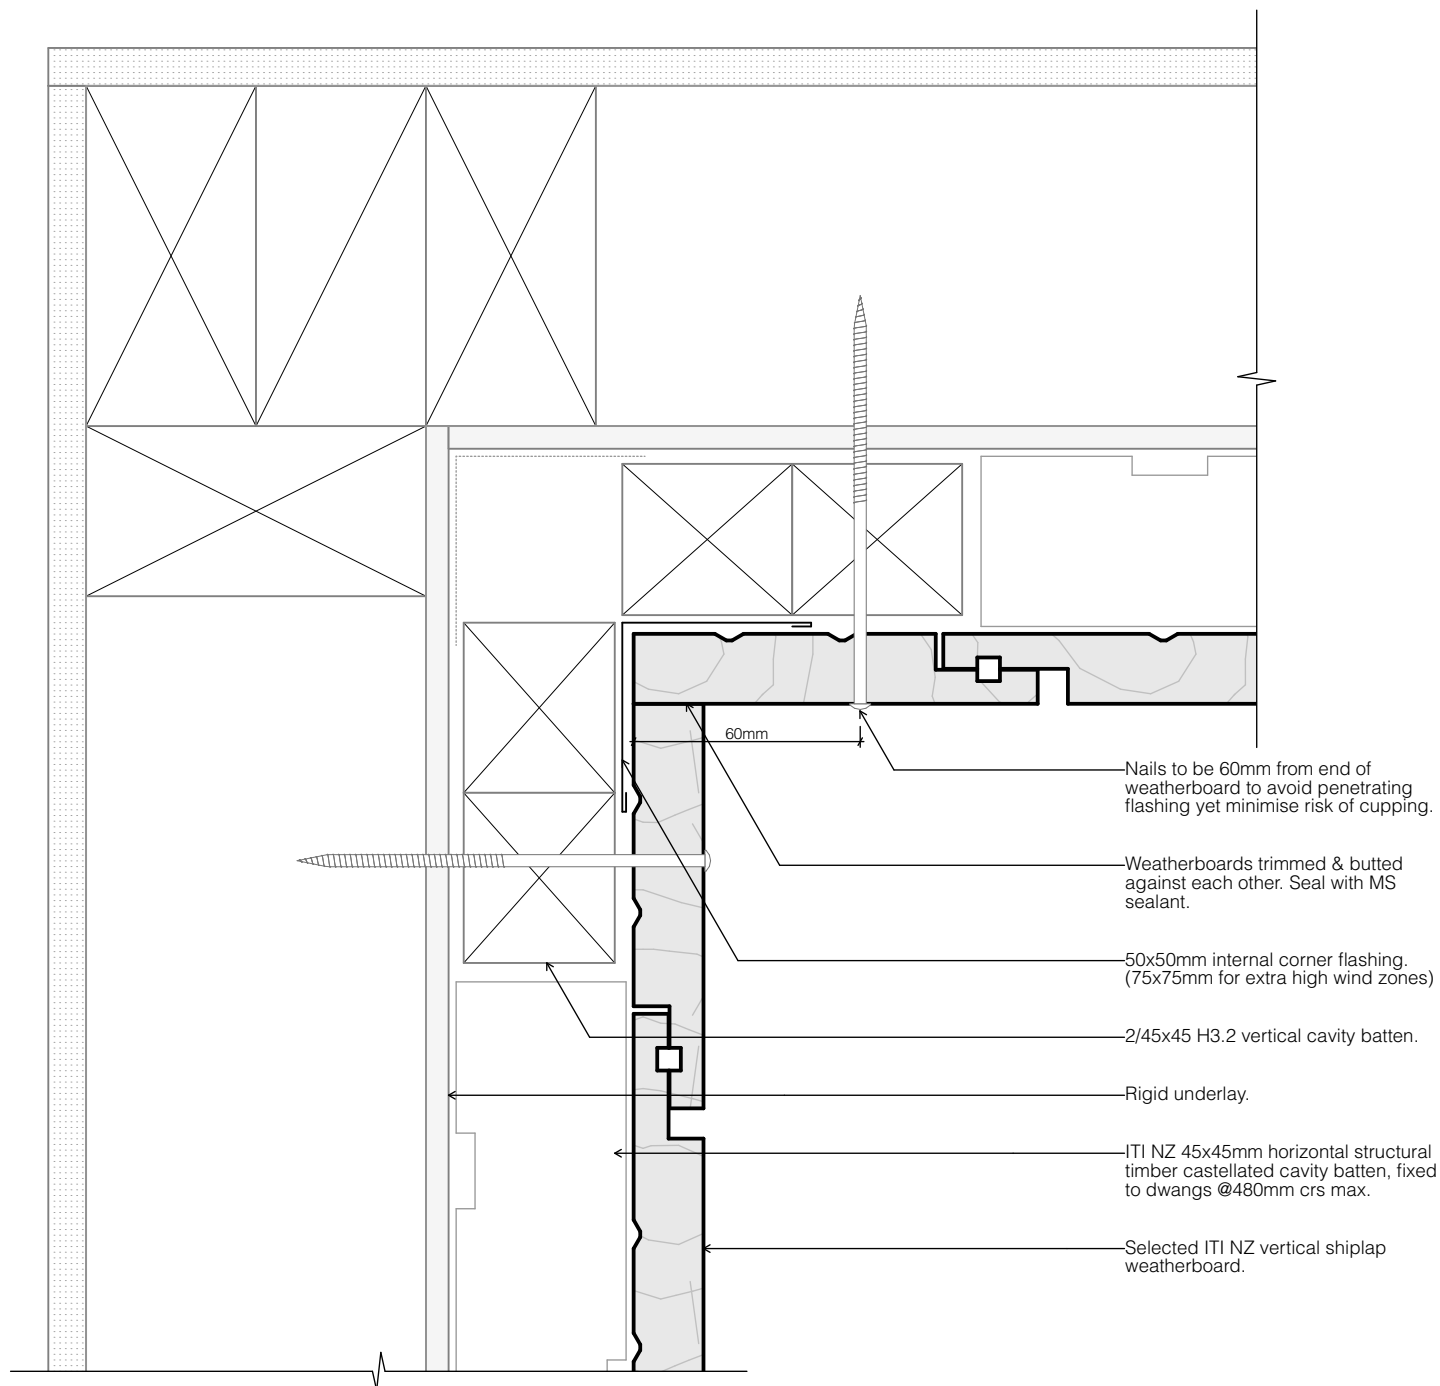 60mm
Nails to be 60mm from end of
weatherboard to avoid penetrating
flashing yet minimise risk of cupping.
Weatherboards trimmed & butted
against each other. Seal with MS
sealant.
50x50mm internal corner flashing.
(75x75mm for extra high wind zones)
2/45x45 H3.2 vertical cavity batten.
Rigid underlay.
ITI NZ 45x45mm horizontal structural
timber castellated cavity batten, fixed
to dwangs @480mm crs max.
Selected ITI NZ vertical shiplap
weatherboard.